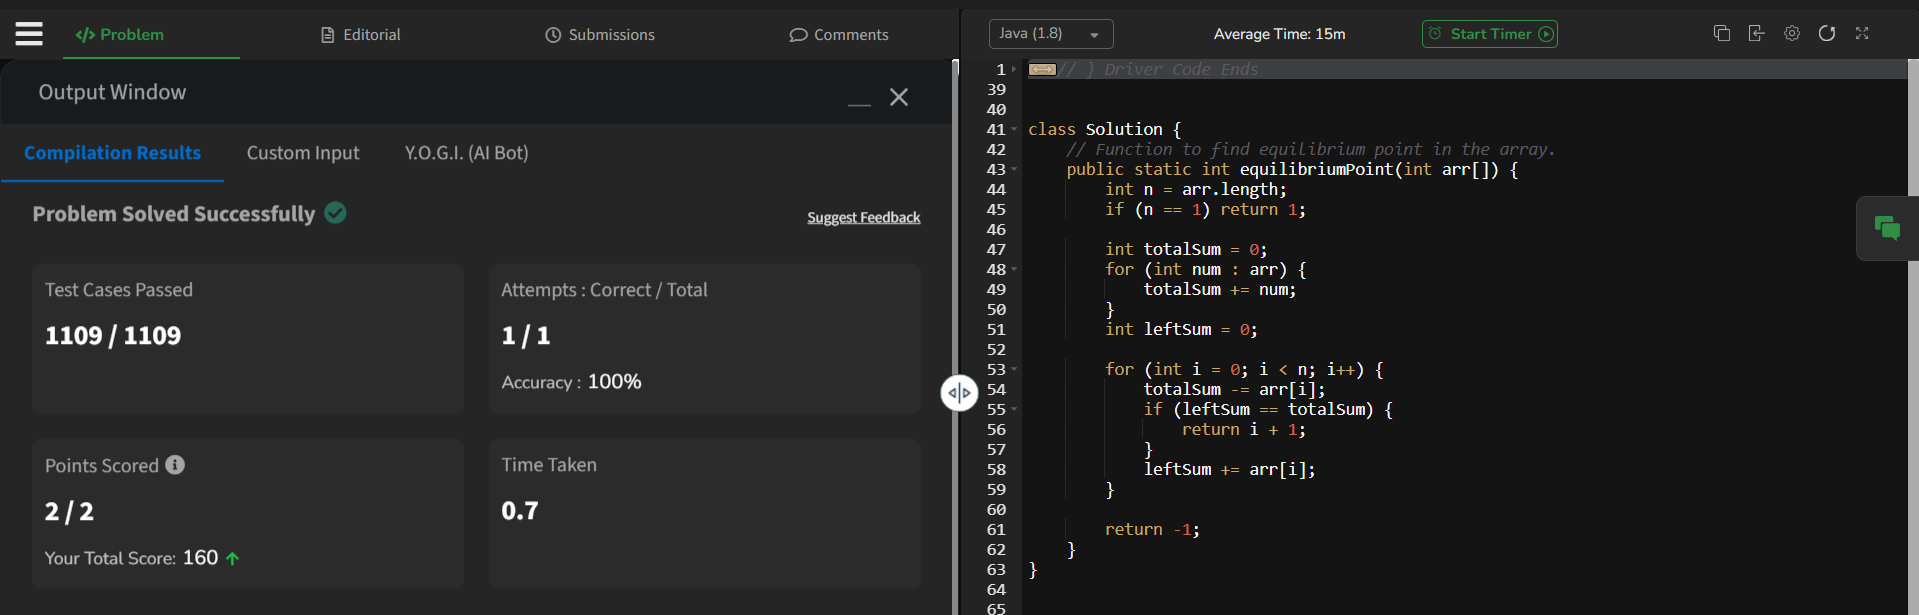 </> Problem
Editorial
Submissions
Comments
Output Window
Compilation Results
Custom Input
Y.O.G.I. (AI Bot)
Problem Solved Successfully
Suggest Feedback
Test Cases Passed
1109 / 1109
Attempts : Correct / Total
1 / 1
Accuracy : 100%
Points Scored
2 / 2
Your Total Score: 160
Time Taken
0.7
Java (1.8)
Average Time: 15m
Start Timer
1 // } Driver Code Ends
39
40
41 class Solution {
42 // Function to find equilibrium point in the array.
43 public static int equilibriumPoint(int arr[]) {
44 int n = arr.length;
45 if (n == 1) return 1;
46
47 int totalSum = 0;
48 for (int num : arr) {
49 totalSum += num;
50 }
51 int leftSum = 0;
52
53 for (int i = 0; i < n; i++) {
54 totalSum -= arr[i];
55 if (leftSum == totalSum) {
56 return i + 1;
57 }
58 leftSum += arr[i];
59 }
60
61 return -1;
62 }
63 }
64
65